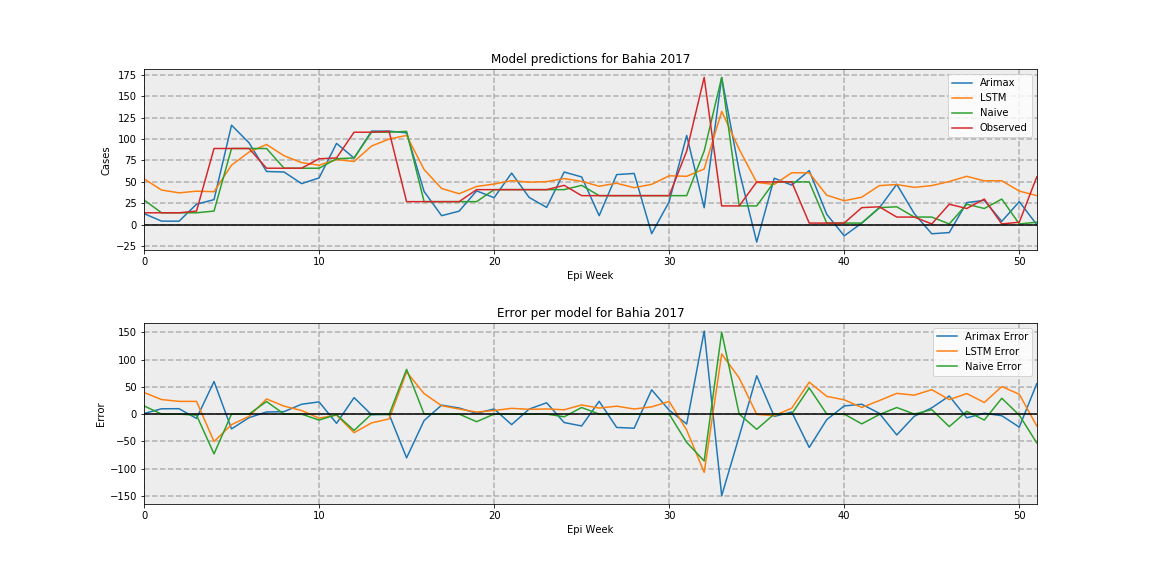 Model predictions for Bahia 2017
175
150
125
100
75
50
25
0
−25
Cases
Arimax
LSTM
Naive
Observed
0 10 20 30 40 50
Epi Week
Error per model for Bahia 2017
150
100
50
0
−50
−100
−150
Error
Arimax Error
LSTM Error
Naive Error
0 10 20 30 40 50
Epi Week